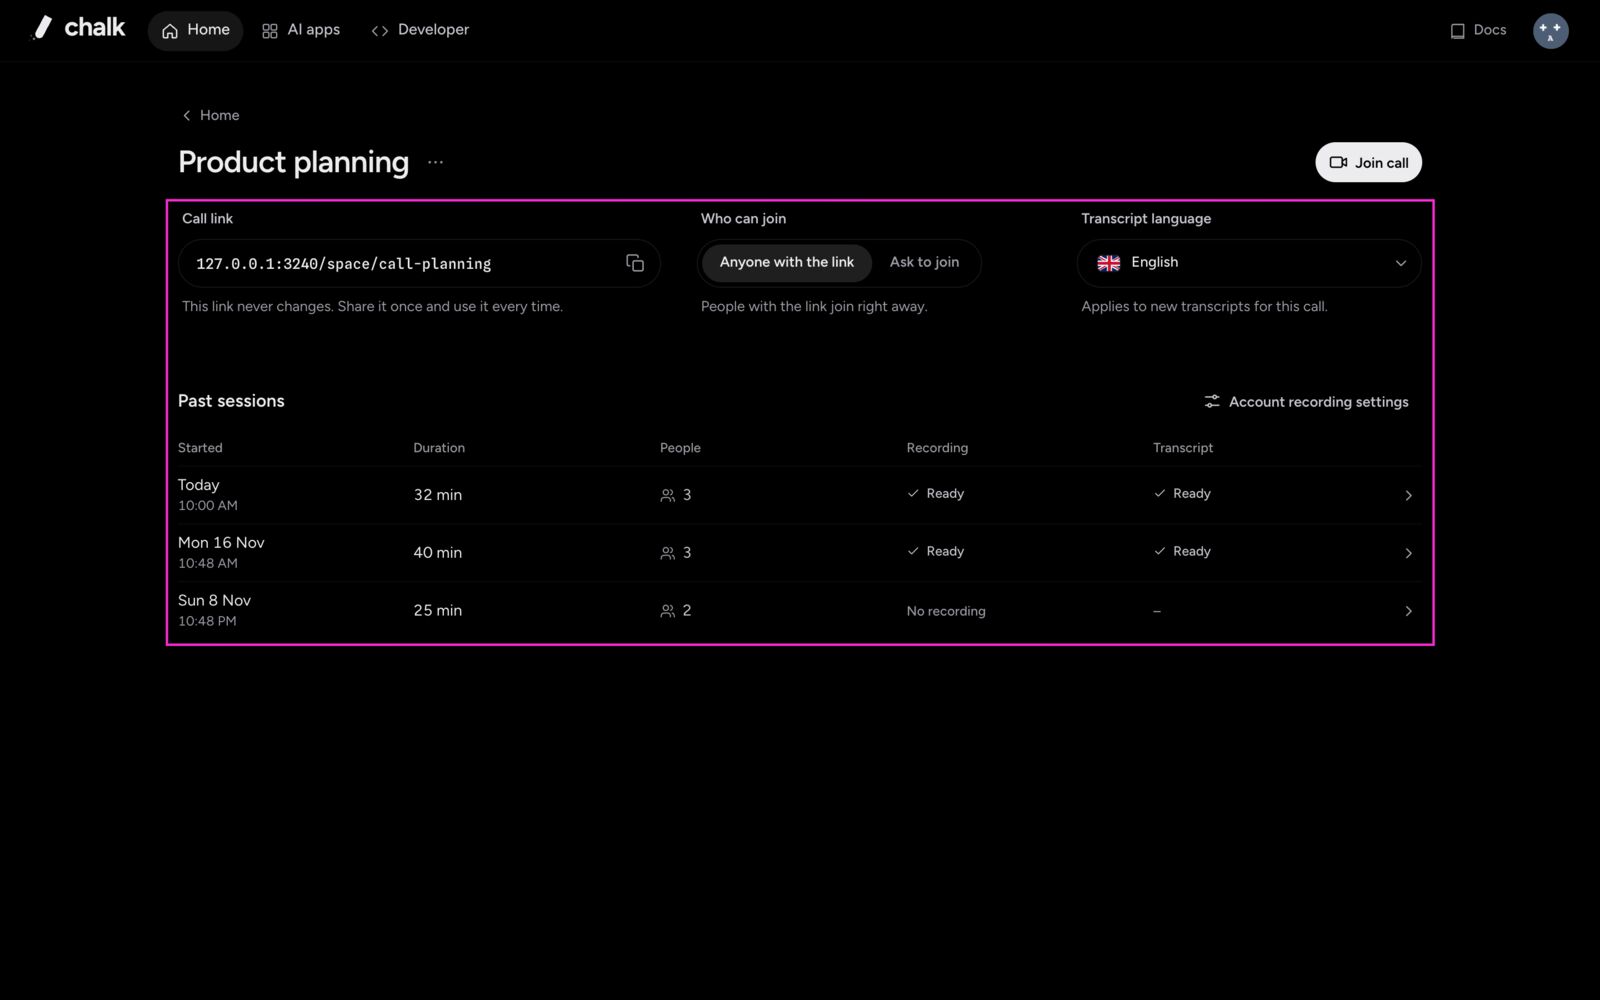 chalk
Home
AI apps
Developer
Docs
Home
Product planning
Join call
Call link
Who can join
Transcript language
127.0.0.1:3240/space/call-planning
Anyone with the link
Ask to join
English
This link never changes. Share it once and use it every time.
People with the link join right away.
Applies to new transcripts for this call.
Past sessions
Account recording settings
Started
Duration
People
Recording
Transcript
Today
10:00 AM
32 min
3
Ready
Ready
Mon 16 Nov
10:48 AM
40 min
3
Ready
Ready
Sun 8 Nov
10:48 PM
25 min
2
No recording
–